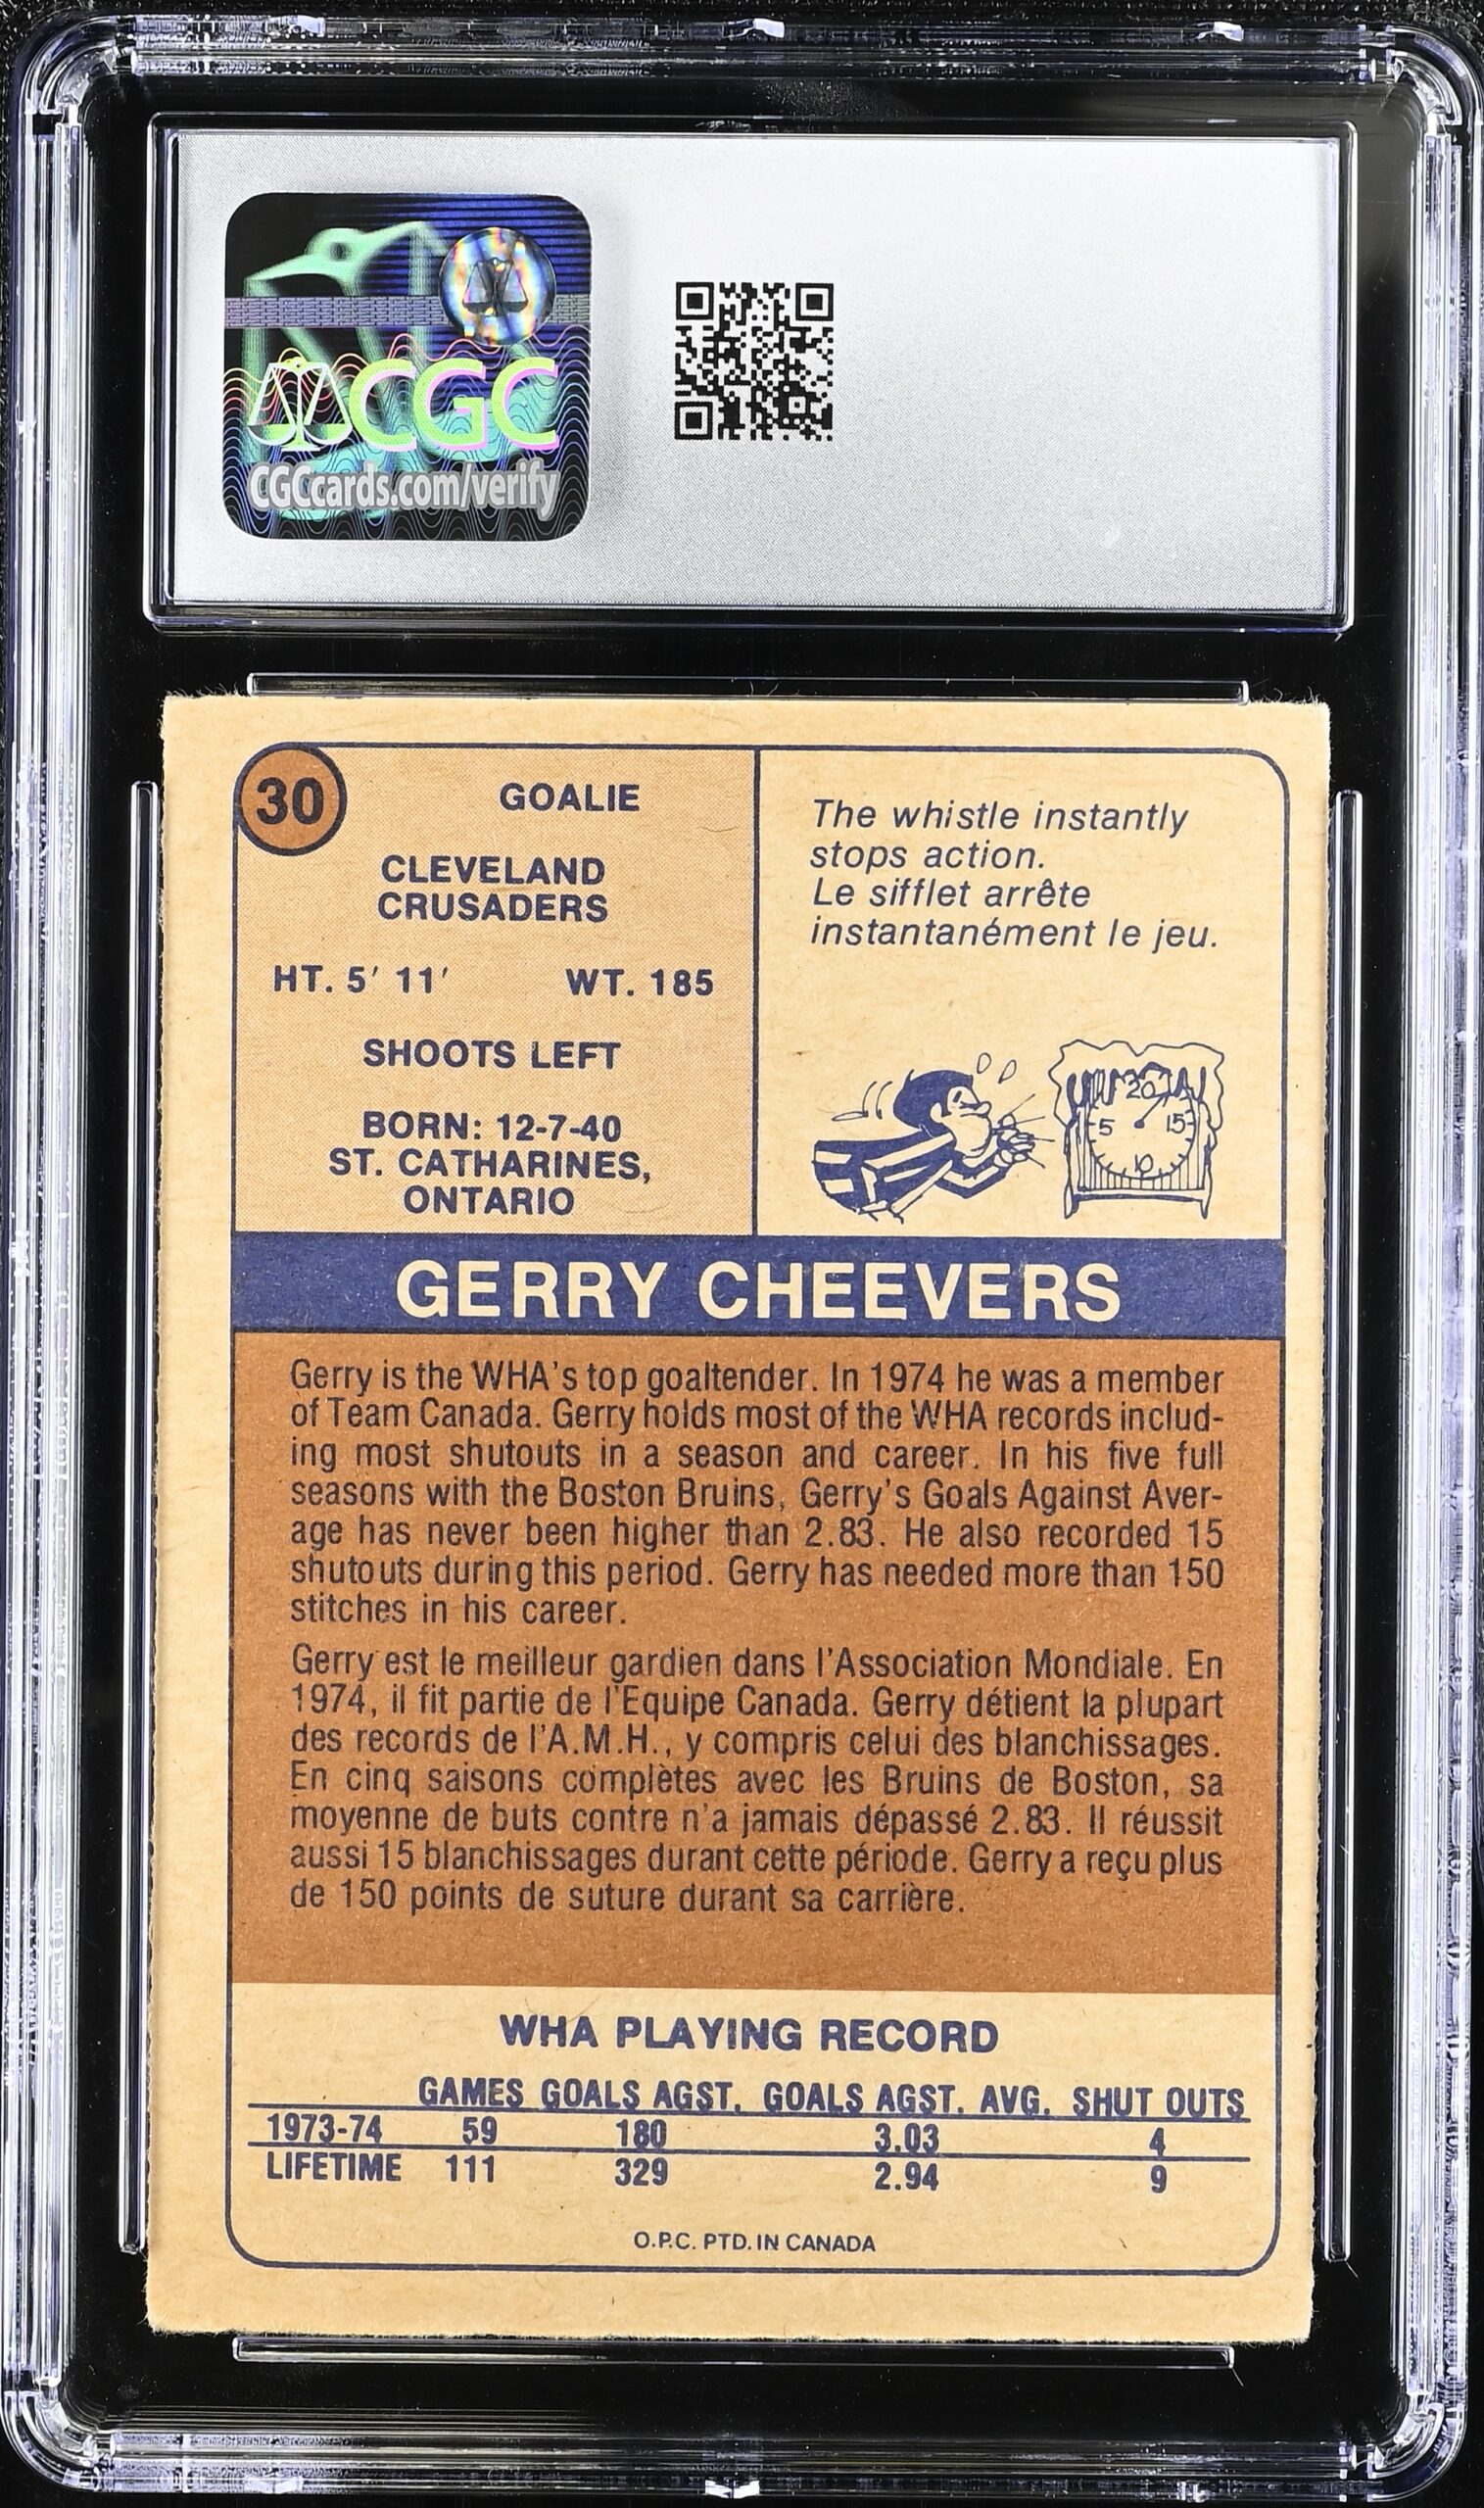 CGC
CGCcards.com/verify
30
GOALIE
CLEVELAND
CRUSADERS
HT. 5' 11' WT. 185
SHOOTS LEFT
BORN: 12-7-40
ST. CATHARINES,
ONTARIO
The whistle instantly
stops action.
Le sifflet arrête
instantanément le jeu.
20
5 15
10
GERRY CHEEVERS
Gerry is the WHA's top goaltender. In 1974 he was a member
of Team Canada. Gerry holds most of the WHA records includ-
ing most shutouts in a season and career. In his five full
seasons with the Boston Bruins, Gerry's Goals Against Aver-
age has never been higher than 2.83. He also recorded 15
shutouts during this period. Gerry has needed more than 150
stitches in his career.
Gerry est le meilleur gardien dans l'Association Mondiale. En
1974, il fit partie de l'Equipe Canada. Gerry détient la plupart
des records de l'A.M.H., y compris celui des blanchissages.
En cinq saisons complètes avec les Bruins de Boston, sa
moyenne de buts contre n'a jamais dépassé 2.83. Il réussit
aussi 15 blanchissages durant cette période. Gerry a reçu plus
de 150 points de suture durant sa carrière.
WHA PLAYING RECORD
GAMES GOALS AGST. GOALS AGST. AVG. SHUT OUTS
1973-74 59 180 3.03 4
LIFETIME 111 329 2.94 9
O.P.C. PTD. IN CANADA